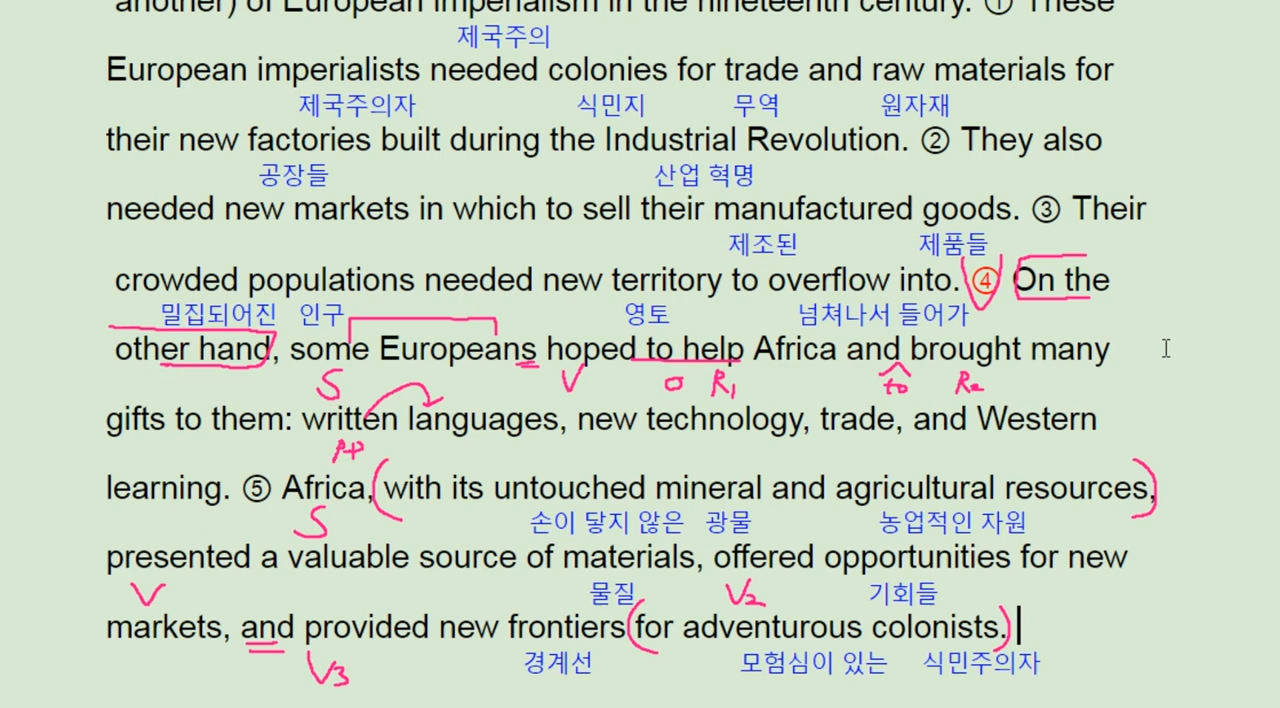 another) of European imperialism in the nineteenth century. ① These
제국주의
European imperialists needed colonies for trade and raw materials for
제국주의자 식민지 무역 원자재
their new factories built during the Industrial Revolution. ② They also
공장들 산업 혁명
needed new markets in which to sell their manufactured goods. ③ Their
제조된 제품들
crowded populations needed new territory to overflow into. ④ On the
밀집되어진 인구 영토 넘쳐나서 들어가
other hand, some Europeans hoped to help Africa and brought many
S V O R1 to R2
gifts to them: written languages, new technology, trade, and Western
PP
learning. ⑤ Africa, (with its untouched mineral and agricultural resources,)
S 손이 닿지 않은 광물 농업적인 자원
presented a valuable source of materials, offered opportunities for new
V 물질 V2 기회들
markets, and provided new frontiers (for adventurous colonists.)
V3 경계선 모험심이 있는 식민주의자